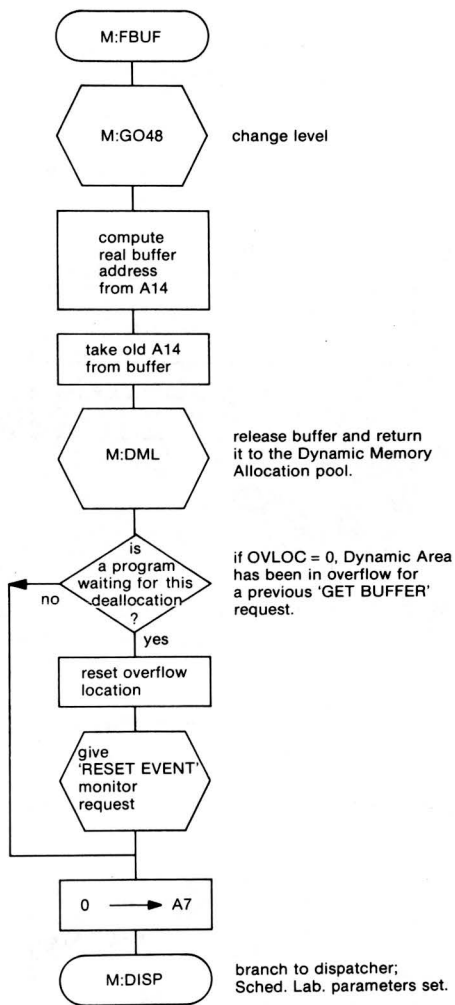 M:FBUF
M:GO48
change level
compute
real buffer
address
from A14
take old A14
from buffer
M:DML
release buffer and return
it to the Dynamic Memory
Allocation pool.
is
a program
waiting for this
deallocation
?
no
yes
if OVLOC = 0, Dynamic Area
has been in overflow for
a previous 'GET BUFFER'
request.
reset overflow
location
give
'RESET EVENT'
monitor
request
0 → A7
M:DISP
branch to dispatcher;
Sched. Lab. parameters set.